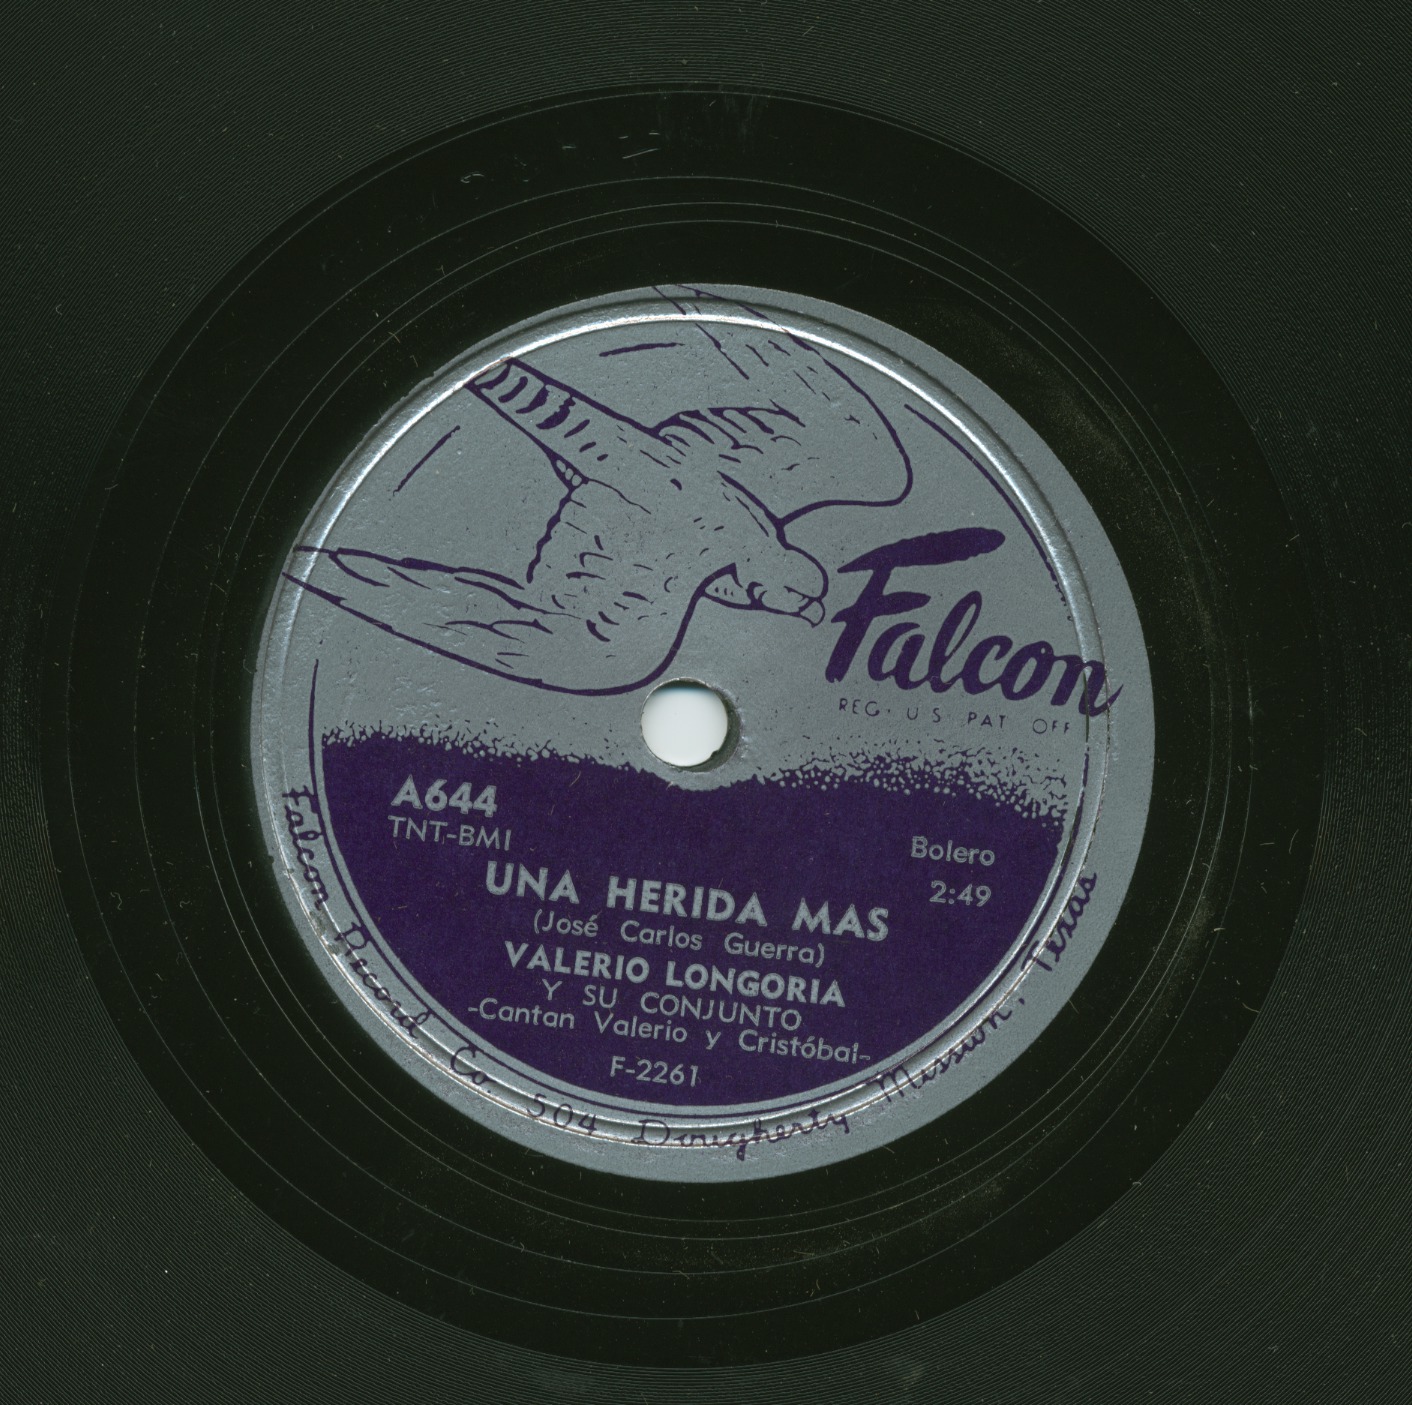 Falcon
REG. U S PAT OFF
A644
TNT-BMI
Bolero
2:49
UNA HERIDA MAS
(José Carlos Guerra)
VALERIO LONGORIA
Y SU CONJUNTO
-Cantan Valerio y Cristóbal-
F-2261
Falcon Record Co. 504 Dougherty Mission, Texas